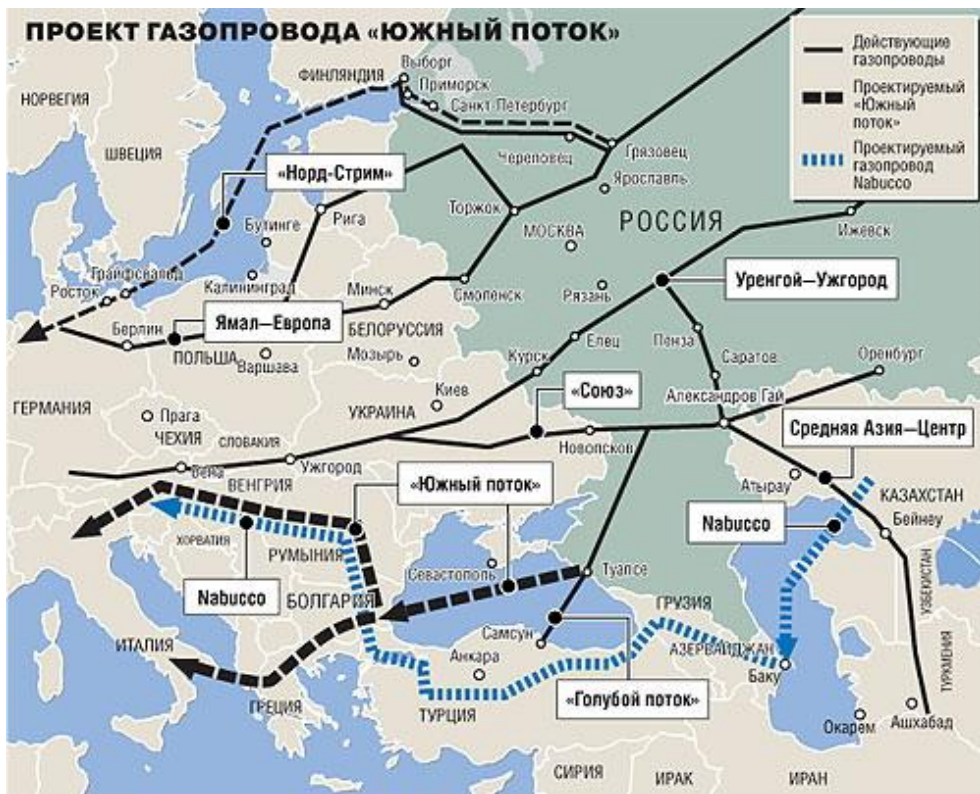 ПРОЕКТ ГАЗОПРОВОДА «ЮЖНЫЙ ПОТОК»
Действующие
газопроводы
Проектируемый
«Южный
поток»
Проектируемый
газопровод
Nabucco
НОРВЕГИЯ
ШВЕЦИЯ
ФИНЛЯНДИЯ
Выборг
Приморск
Санкт-Петербург
Череповец
Грязовец
Ярославль
«Норд-Стрим»
Бутинге
Рига
Торжок
МОСКВА
РОССИЯ
Ижевск
Грайфсвальд
Росток
Калининград
Минск
Смоленск
Рязань
Уренгой—Ужгород
Берлин
Ямал—Европа
БЕЛОРУССИЯ
ПОЛЬША
Варшава
Мозырь
Курск
Елец
Пенза
Саратов
Оренбург
Александров Гай
ГЕРМАНИЯ
Прага
ЧЕХИЯ
Киев
УКРАИНА
«Союз»
СЛОВАКИЯ
Новопсков
Средняя Азия—Центр
Вена
Ужгород
ВЕНГРИЯ
«Южный поток»
Атырау
КАЗАХСТАН
Бейнеу
Nabucco
ХОРВАТИЯ
РУМЫНИЯ
Севастополь
Туапсе
Nabucco
БОЛГАРИЯ
ГРУЗИЯ
УЗБЕКИСТАН
ИТАЛИЯ
Самсун
Анкара
АЗЕРБАЙДЖАН
Баку
ТУРКМЕНИЯ
ГРЕЦИЯ
ТУРЦИЯ
«Голубой поток»
Окарем
Ашхабад
СИРИЯ
ИРАК
ИРАН